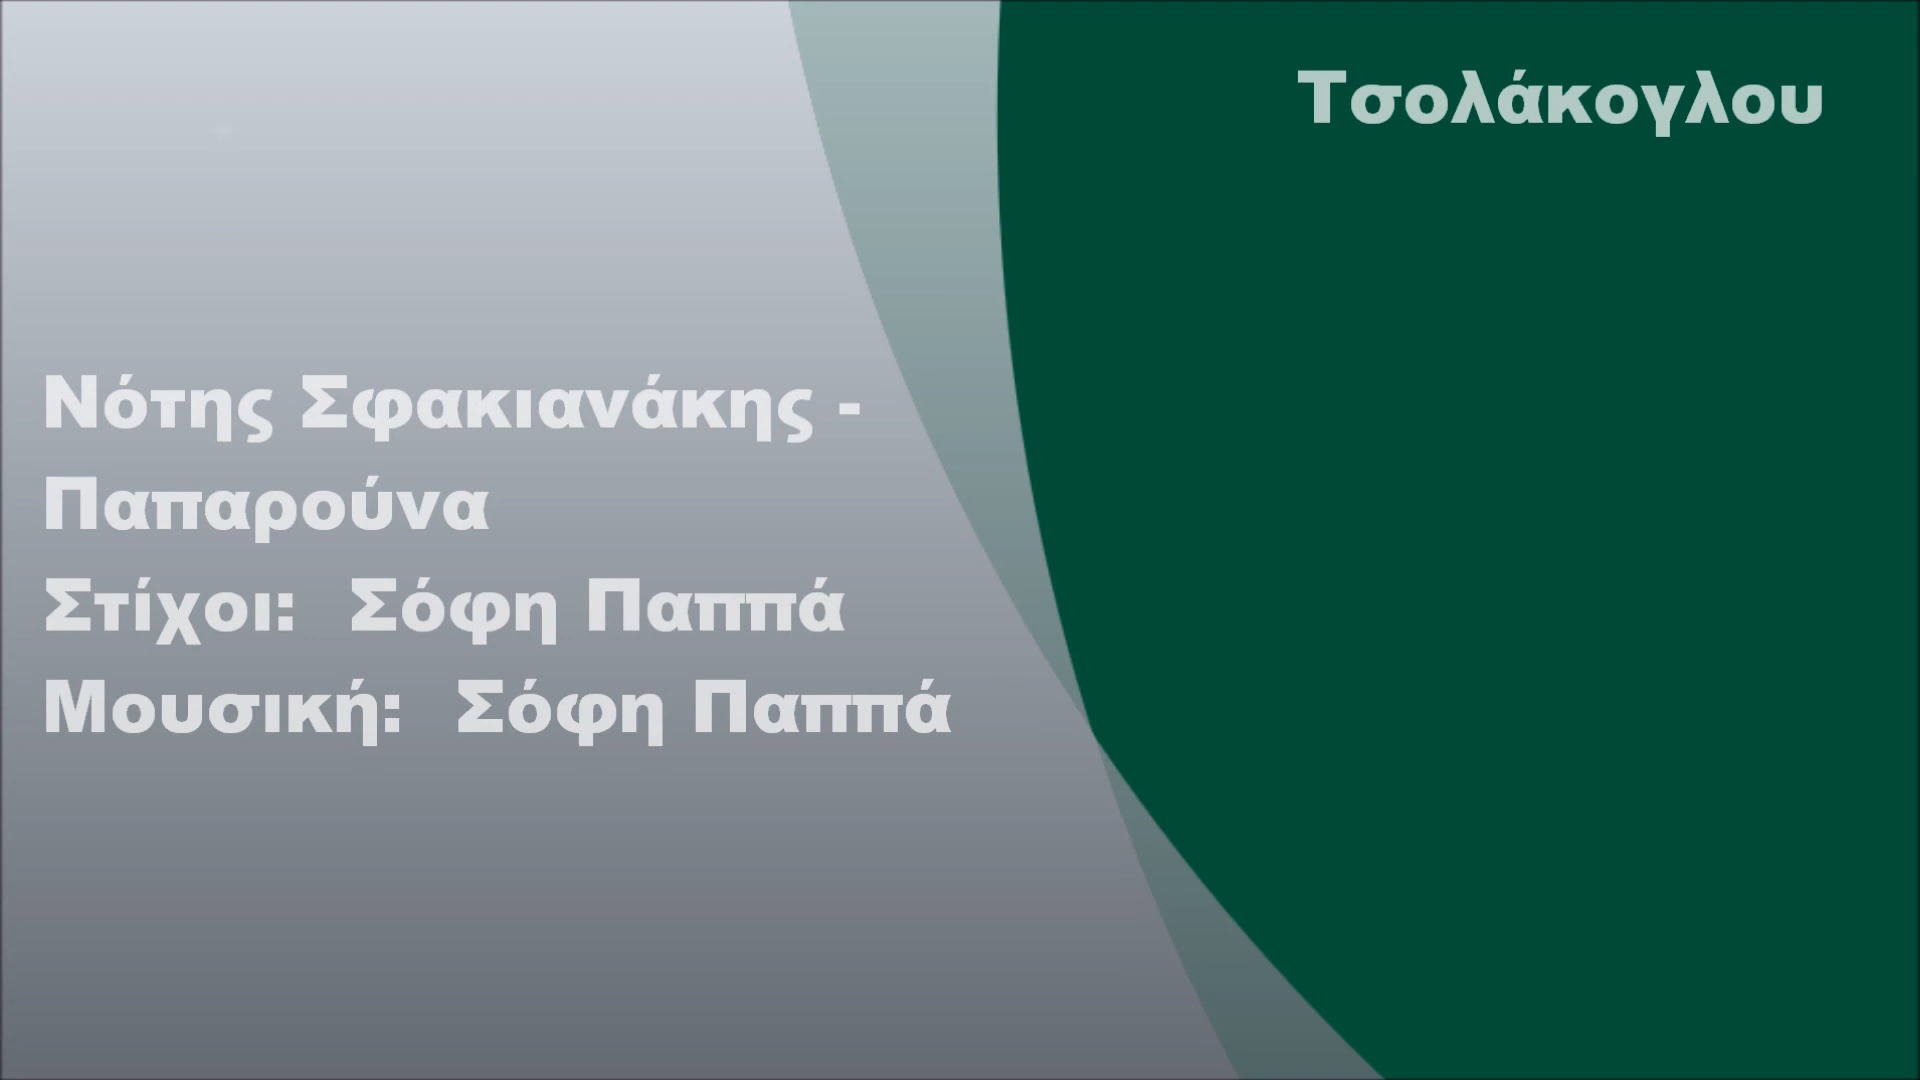 Τσολάκογλου
Νότης Σφακιανάκης -
Παπαρούνα
Στίχοι:  Σόφη Παππά
Μουσική:  Σόφη Παππά